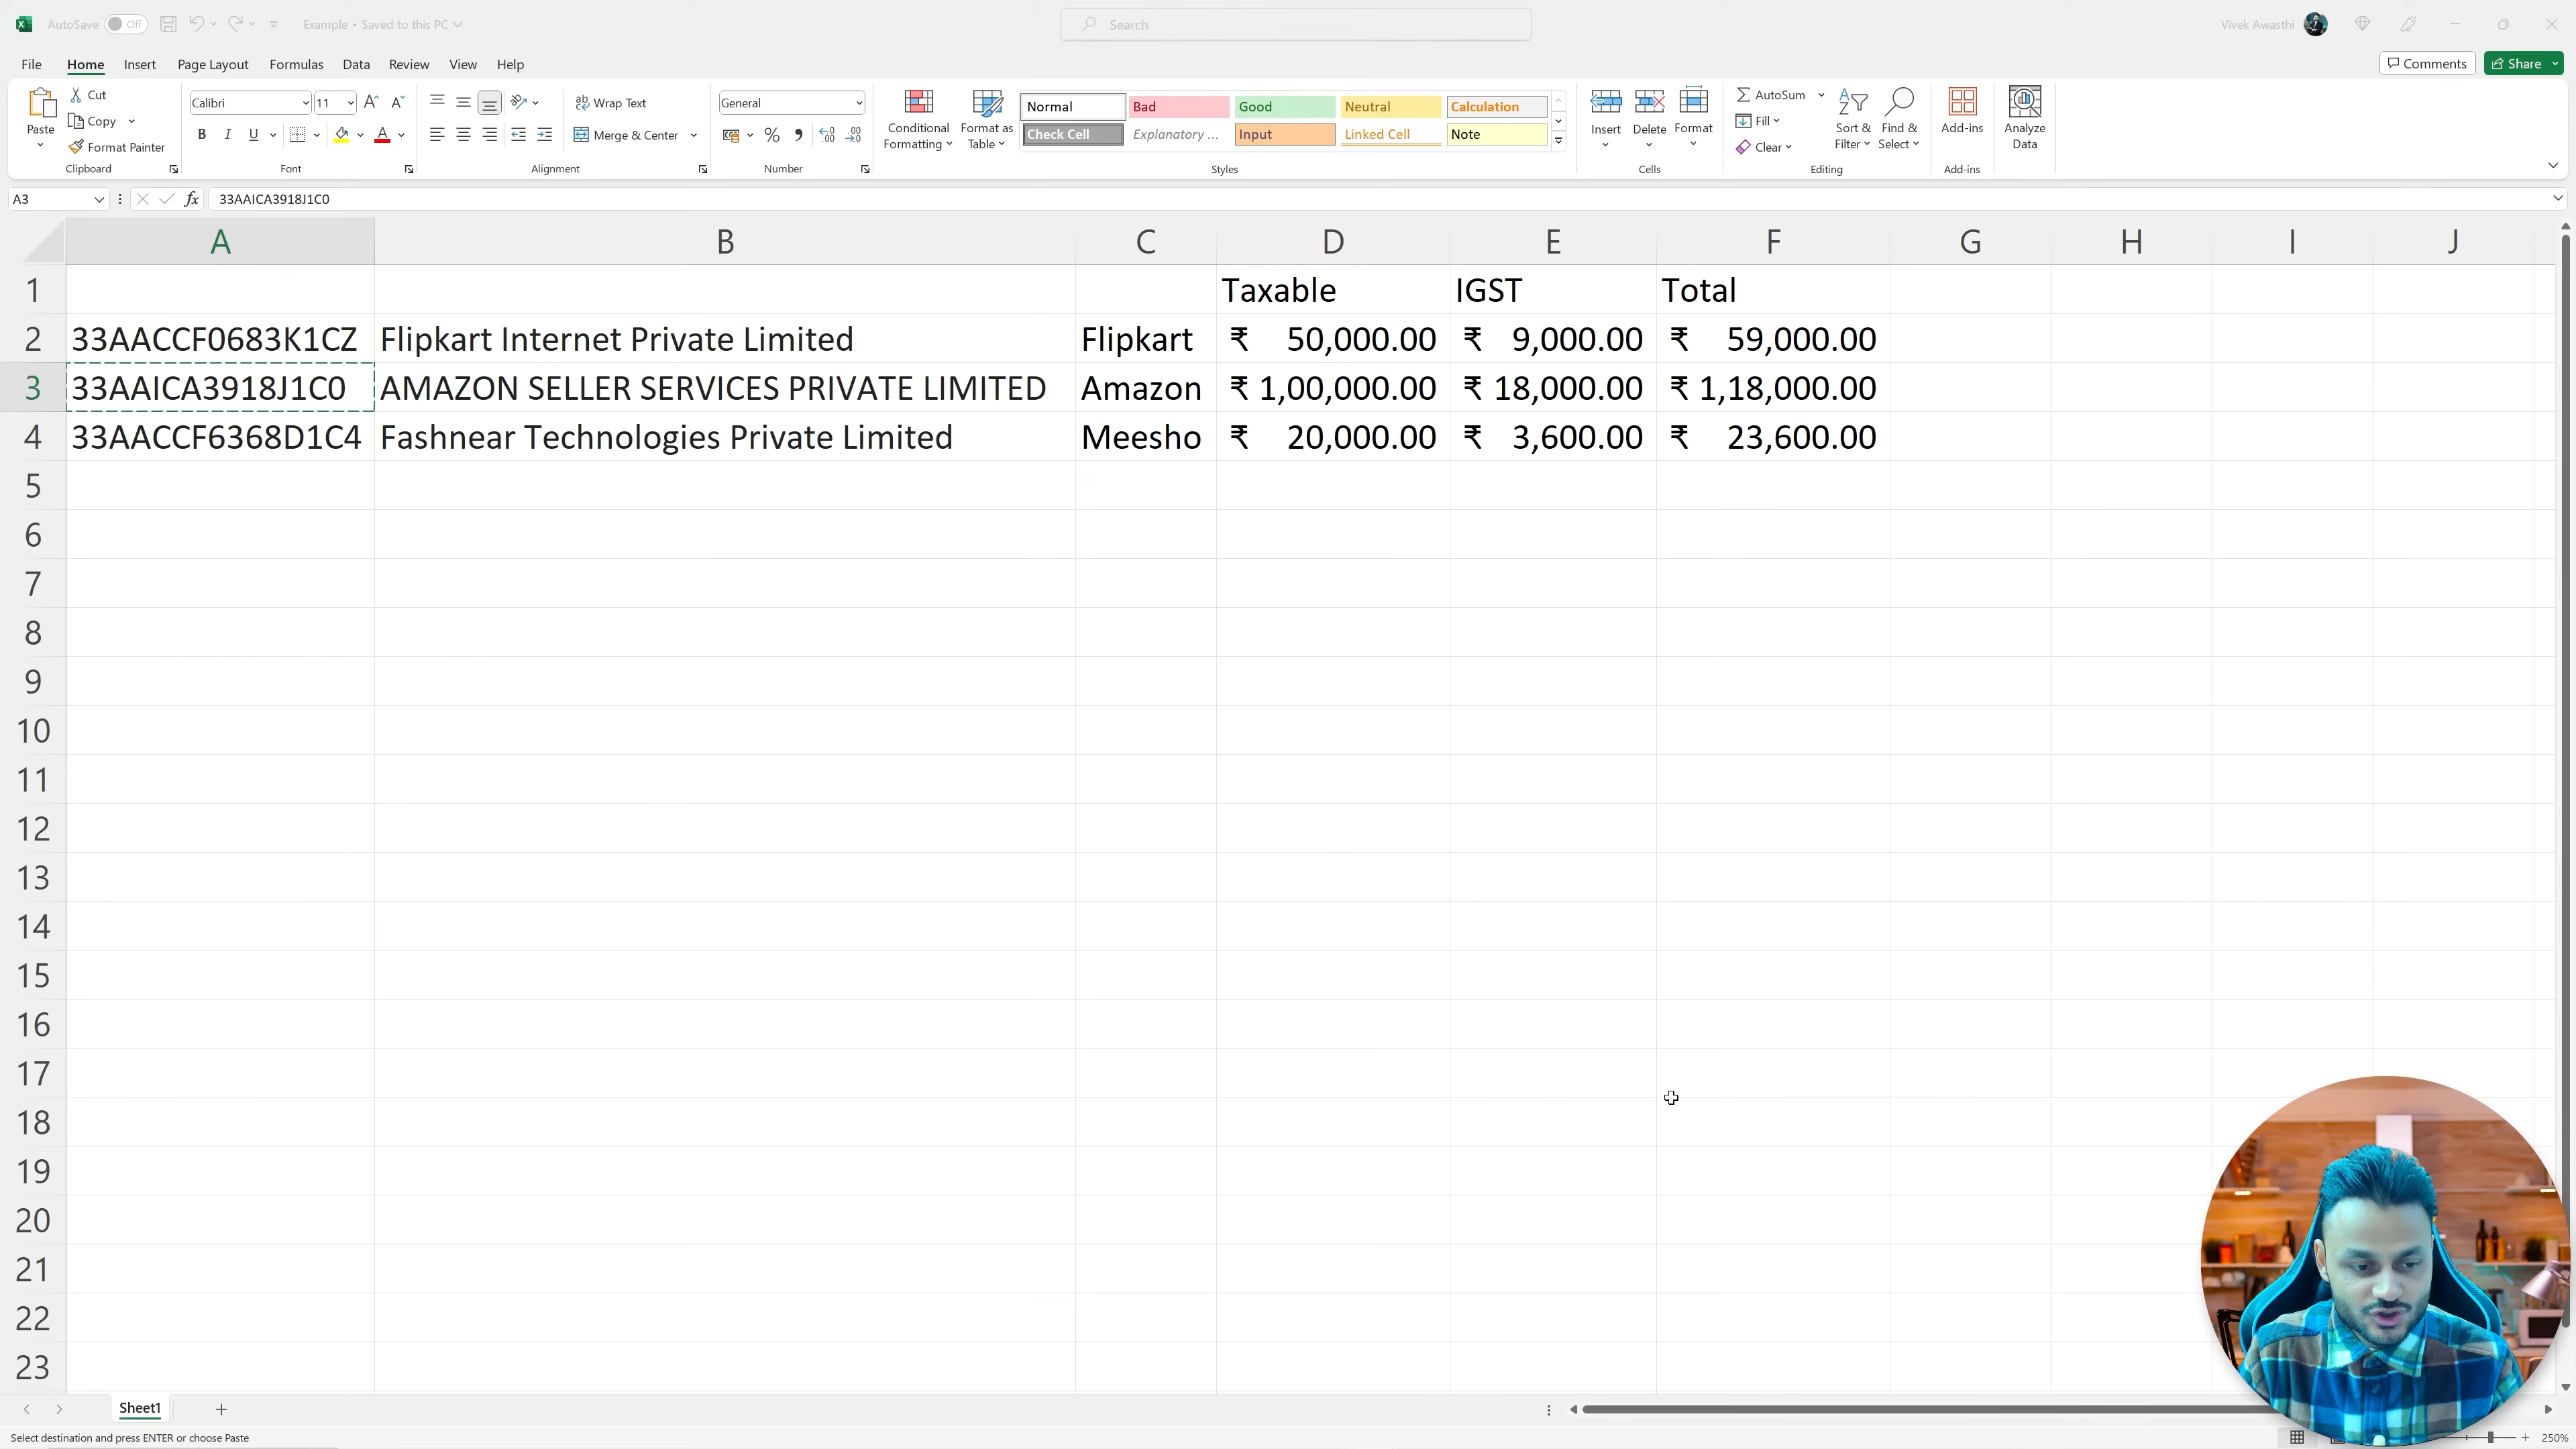 AutoSave Off Example • Saved to this PC Search Vivek Awasthi
File Home Insert Page Layout Formulas Data Review View Help Comments Share
Paste Cut Copy Format Painter Clipboard
Calibri 11 B I U A Font
Wrap Text Merge & Center Alignment
General % Number
Conditional Formatting Format as Table
Normal Bad Good Neutral Calculation
Check Cell Explanatory ... Input Linked Cell Note
Styles
Insert Delete Format Cells
AutoSum Fill Clear Sort & Filter Find & Select Editing
Add-ins Add-ins
Analyze Data
A3 fx 33AAICA3918J1C0
A B C D E F G H I J
1 Taxable IGST Total
2 33AACCF0683K1CZ Flipkart Internet Private Limited Flipkart ₹ 50,000.00 ₹ 9,000.00 ₹ 59,000.00
3 33AAICA3918J1C0 AMAZON SELLER SERVICES PRIVATE LIMITED Amazon ₹ 1,00,000.00 ₹ 18,000.00 ₹ 1,18,000.00
4 33AACCF6368D1C4 Fashnear Technologies Private Limited Meesho ₹ 20,000.00 ₹ 3,600.00 ₹ 23,600.00
5
6
7
8
9
10
11
12
13
14
15
16
17
18
19
20
21
22
23
Sheet1
Select destination and press ENTER or choose Paste 250%